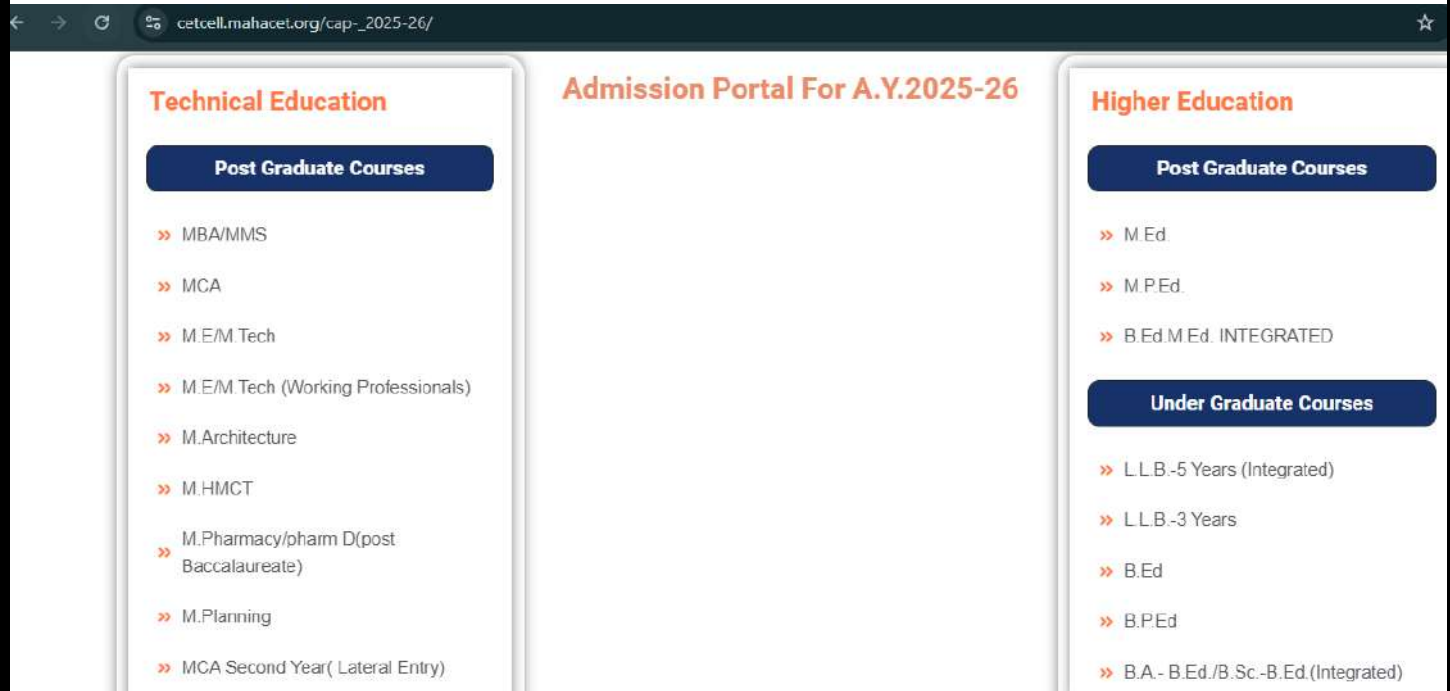 cetcell.mahacet.org/cap-_2025-26/
Technical Education
Post Graduate Courses
MBA/MMS
MCA
M.E/M.Tech
M.E/M.Tech (Working Professionals)
M.Architecture
M.HMCT
M.Pharmacy/pharm D(post
Baccalaureate)
M.Planning
MCA Second Year( Lateral Entry)
Admission Portal For A.Y.2025-26
Higher Education
Post Graduate Courses
M.Ed.
M.P.Ed.
B.Ed.M.Ed. INTEGRATED
Under Graduate Courses
L.L.B.-5 Years (Integrated)
L.L.B.-3 Years
B.Ed
B.P.Ed
B.A.- B.Ed./B.Sc.-B.Ed.(Integrated)